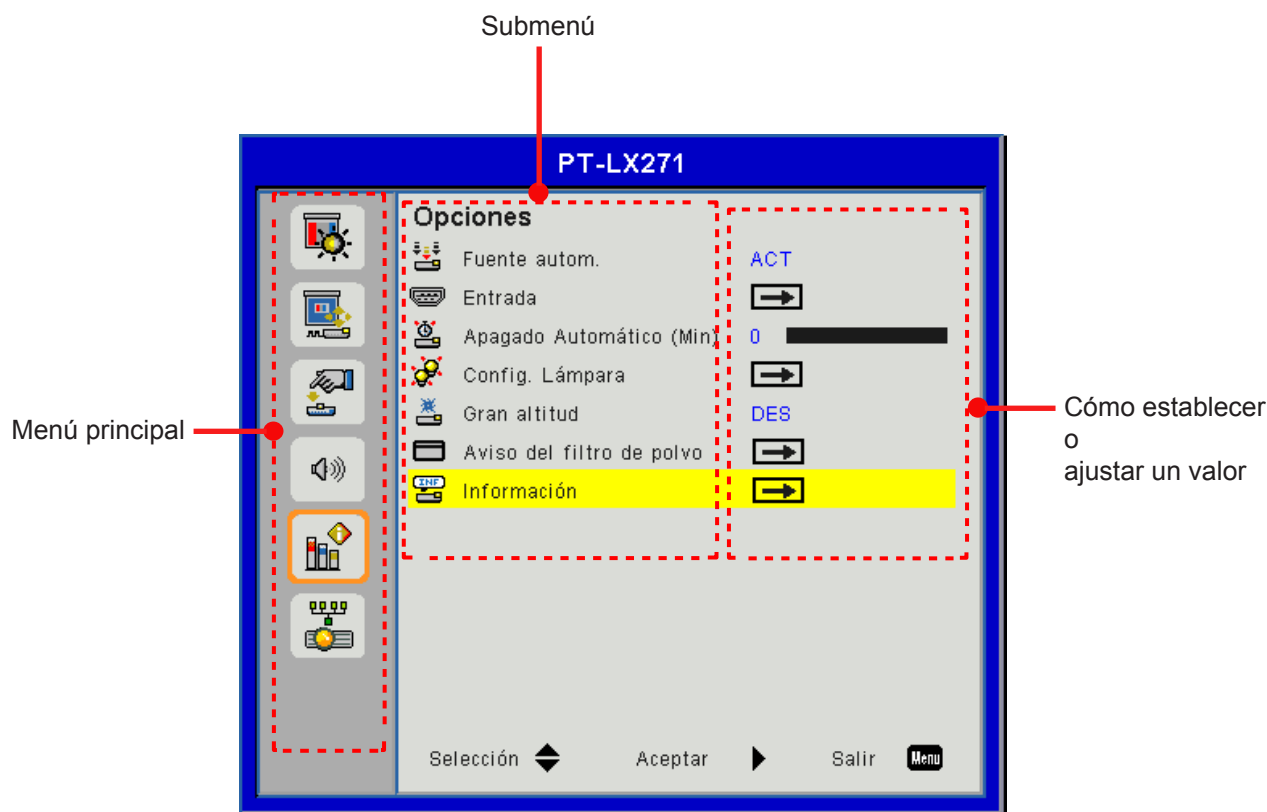 Submenú
PT-LX271
Opciones
Fuente autom. ACT
Entrada
Apagado Automático (Min) 0
Config. Lámpara
Gran altitud DES
Aviso del filtro de polvo
INF Información
Menú principal
Cómo establecer
o
ajustar un valor
Selección Aceptar Salir Menu